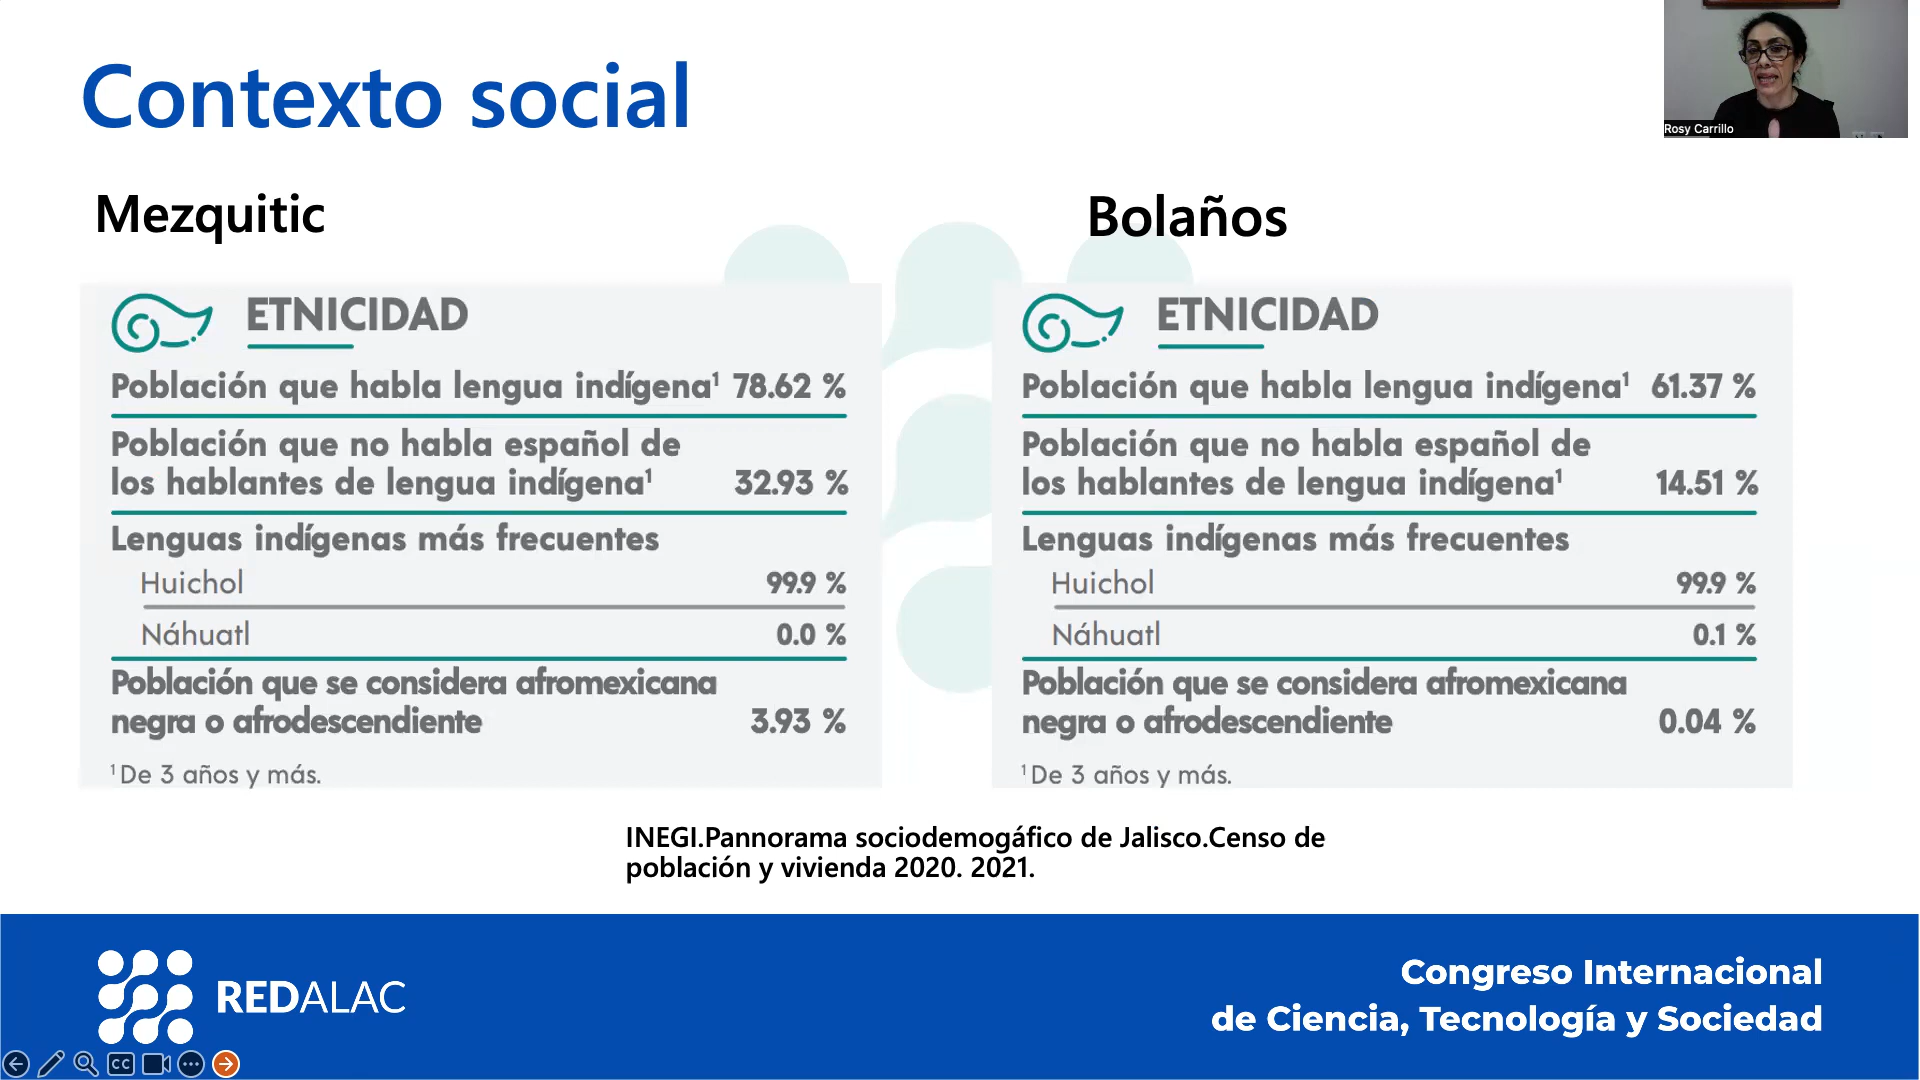 Contexto social
Rosy Carrillo
Mezquitic
ETNICIDAD
Población que habla lengua indígena¹ 78.62 %
Población que no habla español de
los hablantes de lengua indígena¹ 32.93 %
Lenguas indígenas más frecuentes
Huichol 99.9 %
Náhuatl 0.0 %
Población que se considera afromexicana
negra o afrodescendiente 3.93 %
¹ De 3 años y más.
Bolaños
ETNICIDAD
Población que habla lengua indígena¹ 61.37 %
Población que no habla español de
los hablantes de lengua indígena¹ 14.51 %
Lenguas indígenas más frecuentes
Huichol 99.9 %
Náhuatl 0.1 %
Población que se considera afromexicana
negra o afrodescendiente 0.04 %
¹ De 3 años y más.
INEGI.Pannorama sociodemogáfico de Jalisco.Censo de
población y vivienda 2020. 2021.
REDALAC
Congreso Internacional
de Ciencia, Tecnología y Sociedad
CC